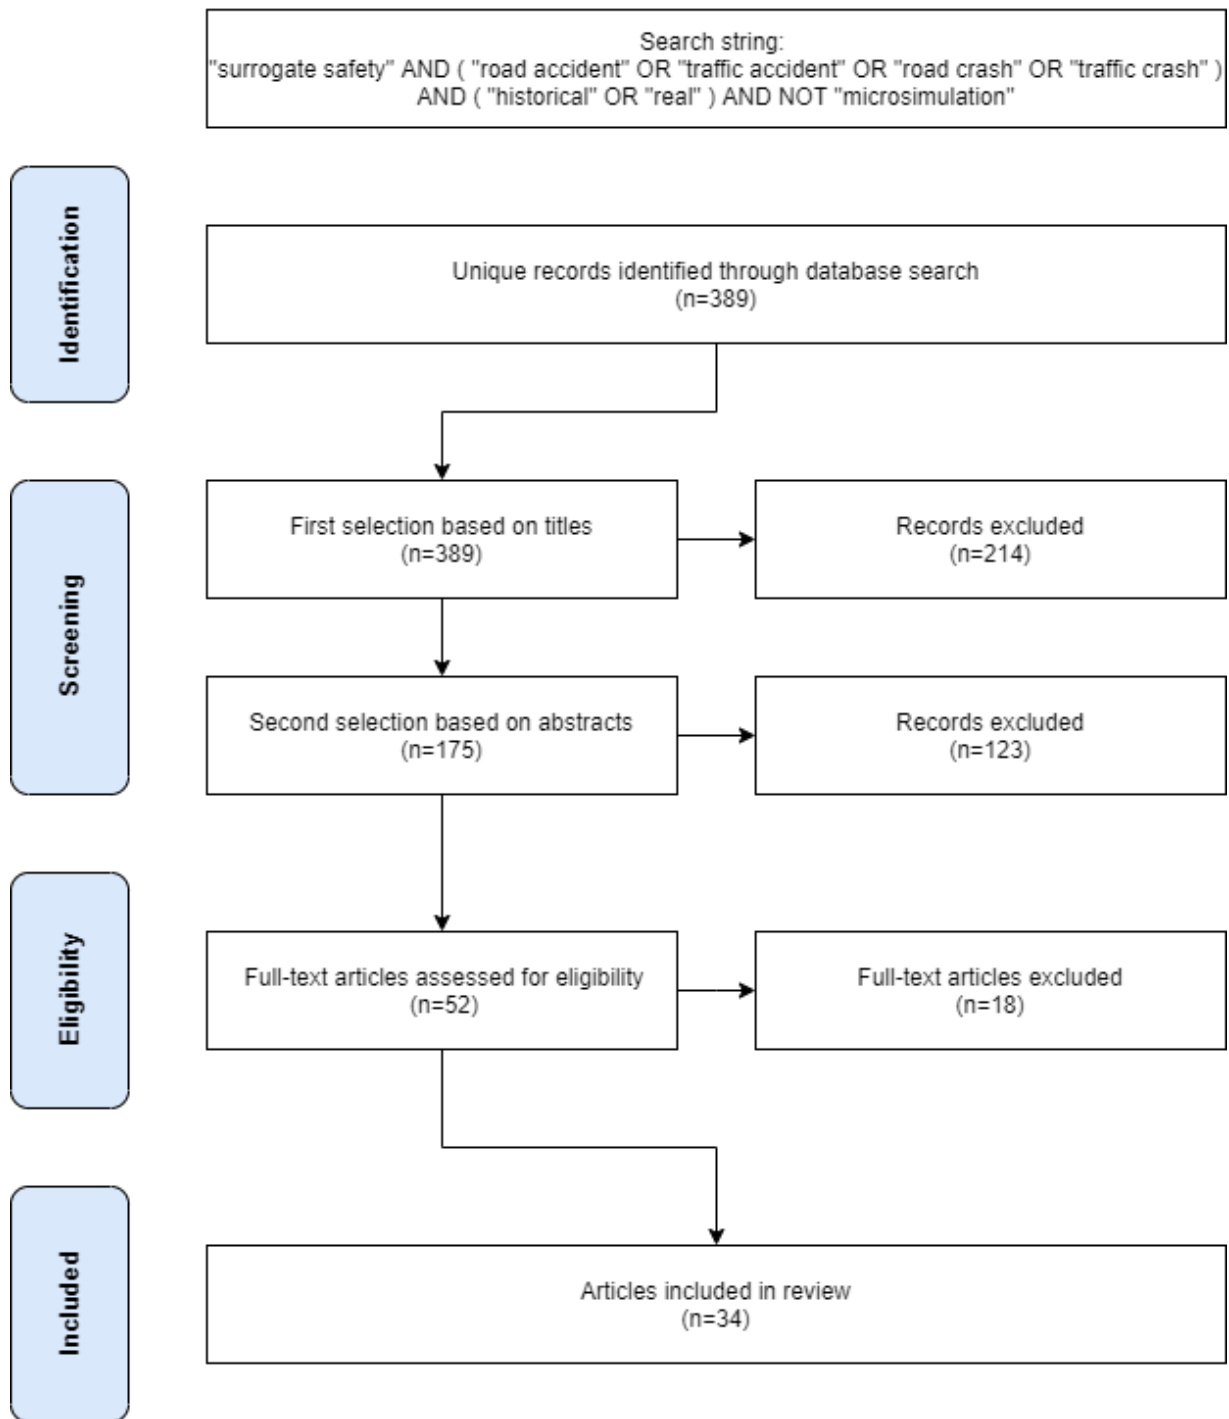 Search string:
"surrogate safety" AND ( "road accident" OR "traffic accident" OR "road crash" OR "traffic crash" )
AND ( "historical" OR "real" ) AND NOT "microsimulation"
Identification
Unique records identified through database search
(n=389)
Screening
First selection based on titles
(n=389)
Records excluded
(n=214)
Second selection based on abstracts
(n=175)
Records excluded
(n=123)
Eligibility
Full-text articles assessed for eligibility
(n=52)
Full-text articles excluded
(n=18)
Included
Articles included in review
(n=34)